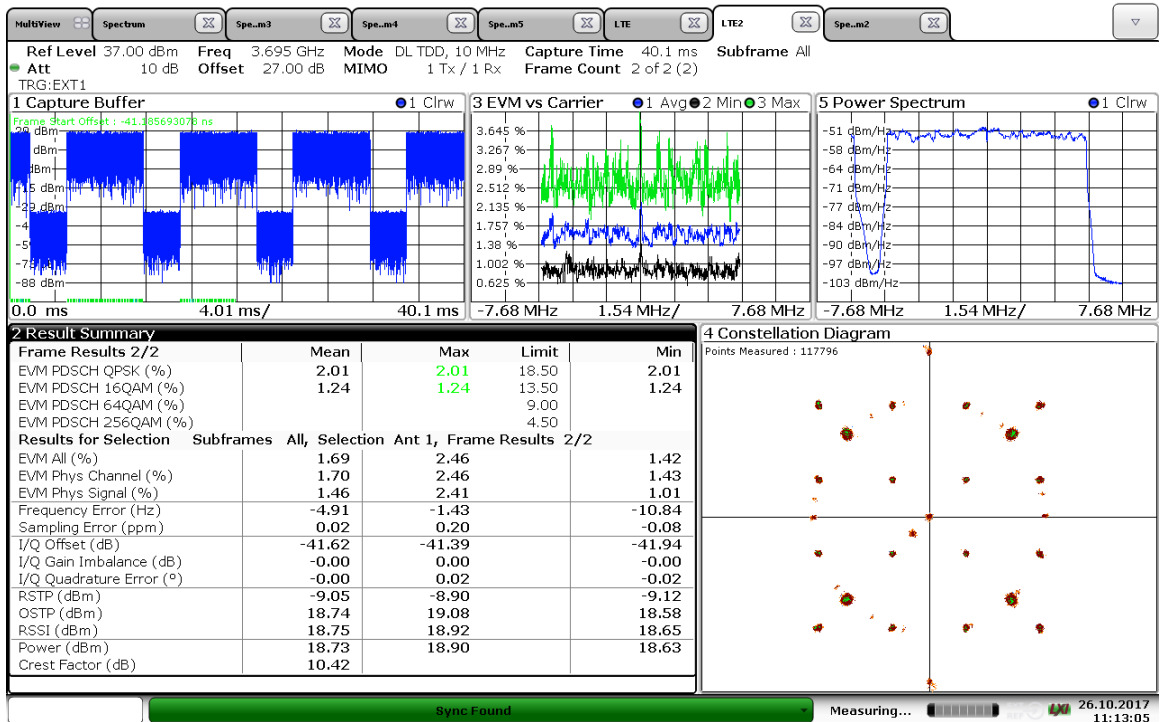 MultiView Spectrum Spe..m3 Spe..m4 Spe..m5 LTE LTE2 Spe..m2
Ref Level 37.00 dBm Freq 3.695 GHz Mode DL TDD, 10 MHz Capture Time 40.1 ms Subframe All
Att 10 dB Offset 27.00 dB MIMO 1 Tx / 1 Rx Frame Count 2 of 2 (2)
TRG:EXT1
1 Capture Buffer 1 Clrw
Frame Start Offset : -41.185693078 ns
dBm
dBm
-88 dBm
0.0 ms 4.01 ms/ 40.1 ms
3 EVM vs Carrier 1 Avg 2 Min 3 Max
3.645 %
3.267 %
2.89 %
2.512 %
2.135 %
1.757 %
1.38 %
1.002 %
0.625 %
-7.68 MHz 1.54 MHz/ 7.68 MHz
5 Power Spectrum 1 Clrw
-51 dBm/Hz
-58 dBm/Hz
-64 dBm/Hz
-71 dBm/Hz
-77 dBm/Hz
-84 dBm/Hz
-90 dBm/Hz
-97 dBm/Hz
-103 dBm/Hz
-7.68 MHz 1.54 MHz/ 7.68 MHz
2 Result Summary
Frame Results 2/2 Mean Max Limit Min
EVM PDSCH QPSK (%) 2.01 2.01 18.50 2.01
EVM PDSCH 16QAM (%) 1.24 1.24 13.50 1.24
EVM PDSCH 64QAM (%) 9.00
EVM PDSCH 256QAM (%) 4.50
Results for Selection Subframes All, Selection Ant 1, Frame Results 2/2
EVM All (%) 1.69 2.46 1.42
EVM Phys Channel (%) 1.70 2.46 1.43
EVM Phys Signal (%) 1.46 2.41 1.01
Frequency Error (Hz) -4.91 -1.43 -10.84
Sampling Error (ppm) 0.02 0.20 -0.08
I/Q Offset (dB) -41.62 -41.39 -41.94
I/Q Gain Imbalance (dB) -0.00 0.00 -0.00
I/Q Quadrature Error (°) -0.00 0.02 -0.02
RSTP (dBm) -9.05 -8.90 -9.12
OSTP (dBm) 18.74 19.08 18.58
RSSI (dBm) 18.75 18.92 18.65
Power (dBm) 18.73 18.90 18.63
Crest Factor (dB) 10.42
4 Constellation Diagram
Points Measured : 117796
Sync Found
Measuring...
LXI
26.10.2017
11:13:05